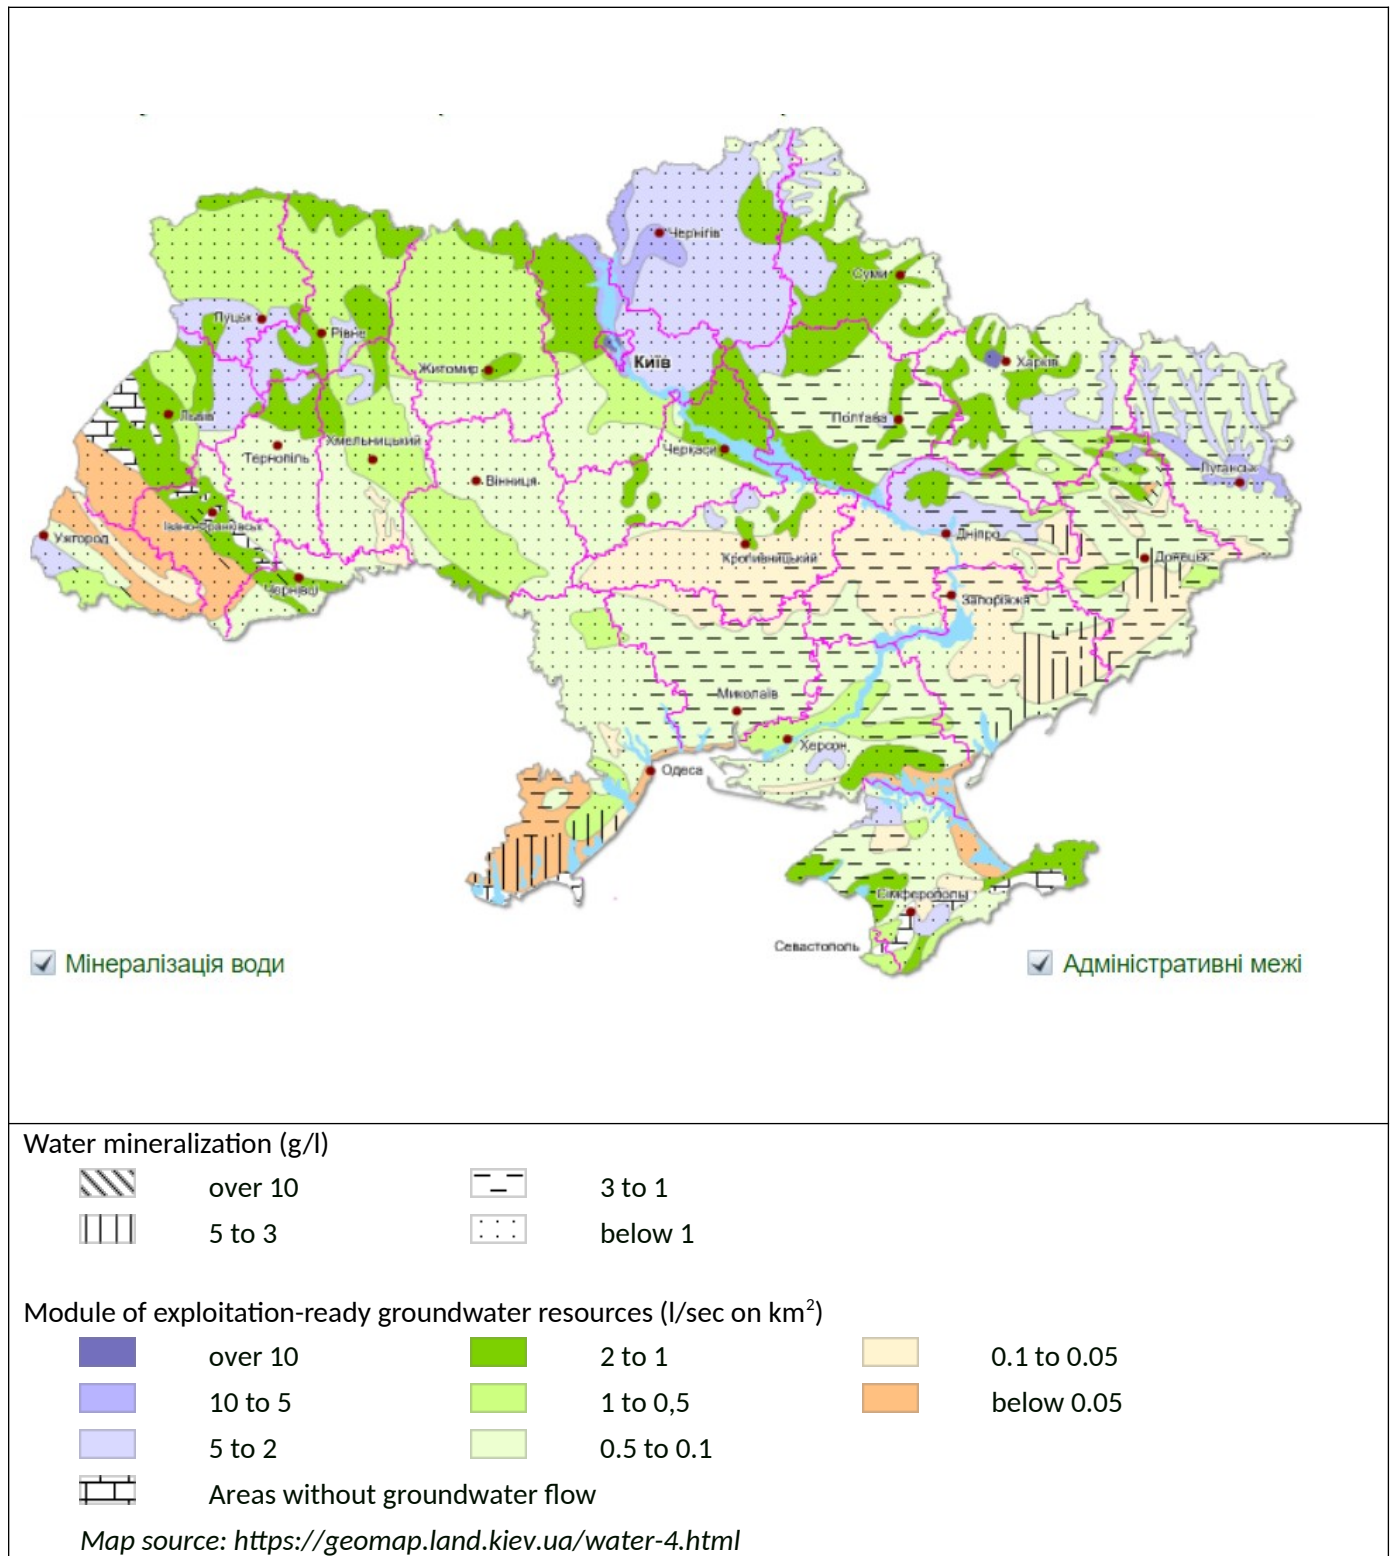 Чернігів
Суми
Луцьк
Рівне
Київ
Харків
Житомир
Львів
Полтава
Хмельницький
Тернопіль
Черкаси
Луганськ
Вінниця
Івано-Франківськ
Ужгород
Дніпро
Кропивницький
Донецьк
Чернівці
Запоріжжя
Миколаїв
Херсон
Одеса
Сімферополь
Севастополь
Мінералізація води
Адміністративні межі
Water mineralization (g/l)
over 10
3 to 1
5 to 3
below 1
Module of exploitation-ready groundwater resources (l/sec on km²)
over 10
2 to 1
0.1 to 0.05
10 to 5
1 to 0,5
below 0.05
5 to 2
0.5 to 0.1
Areas without groundwater flow
Map source: https://geomap.land.kiev.ua/water-4.html